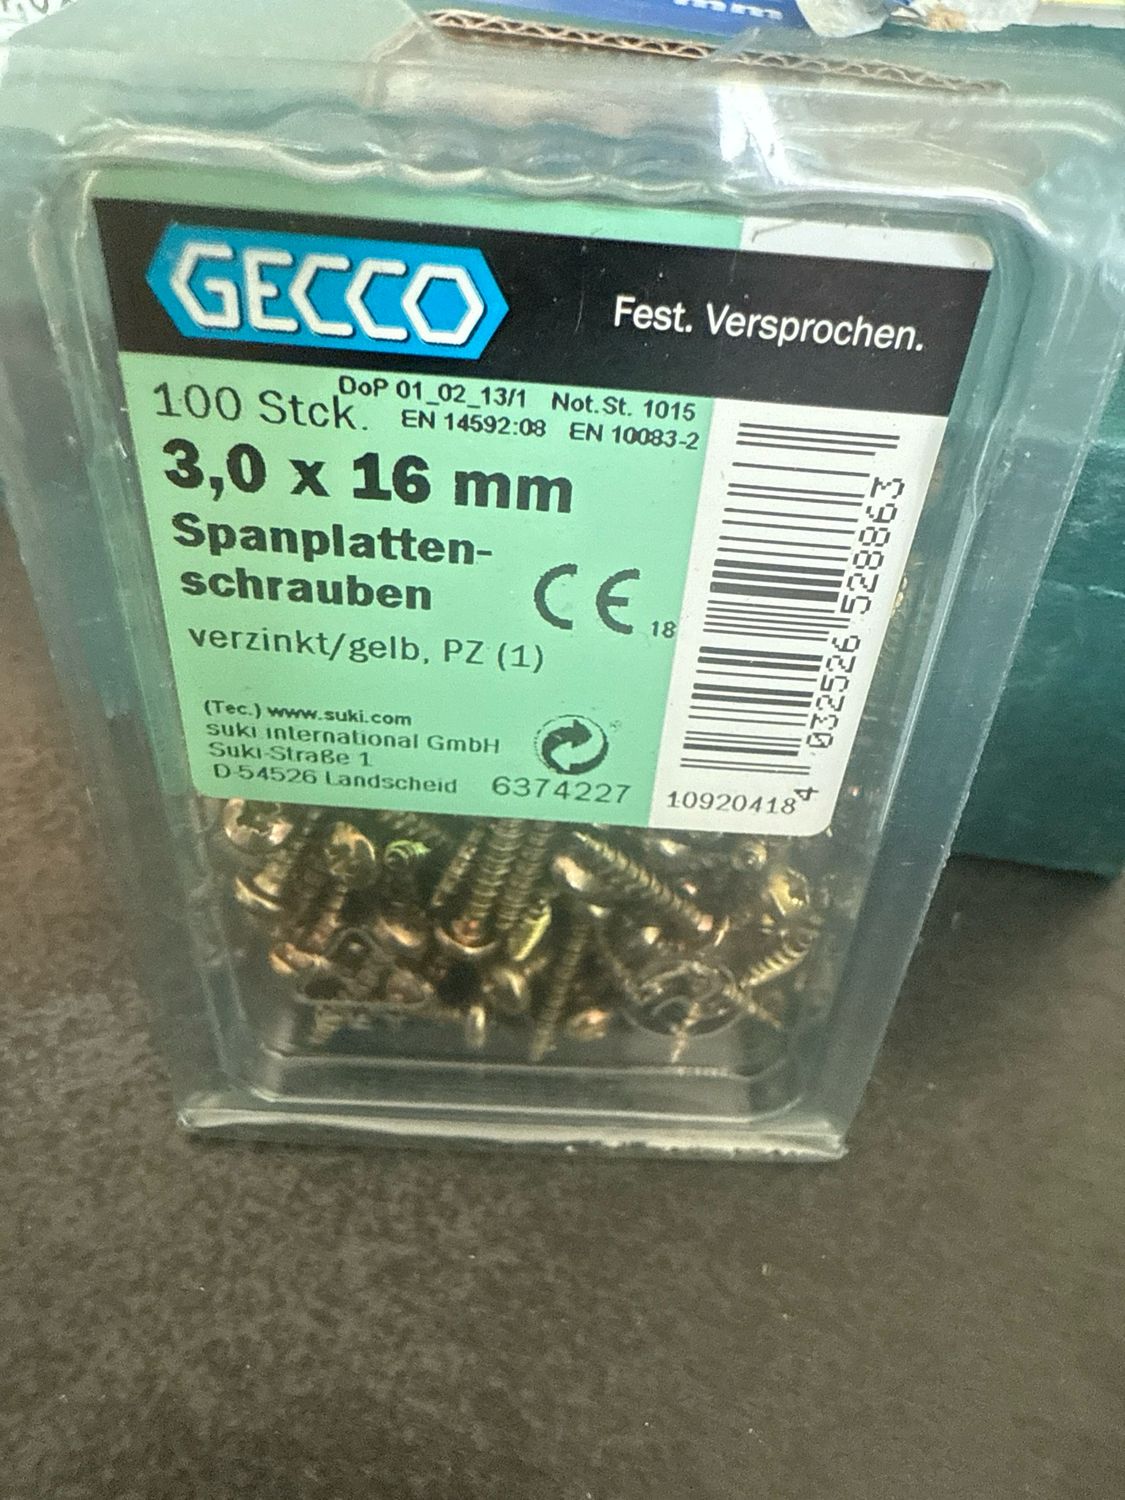 GECCO
Fest. Versprochen.
DoP 01_02_13/1 Not.St. 1015
100 Stck. EN 14592:08 EN 10083-2
3,0 x 16 mm
Spanplatten-
schrauben
CE 18
verzinkt/gelb, PZ (1)
(Tec.) www.suki.com
suki international GmbH
Suki-Straße 1
D-54526 Landscheid 6374227
4 032526 528863
10920418